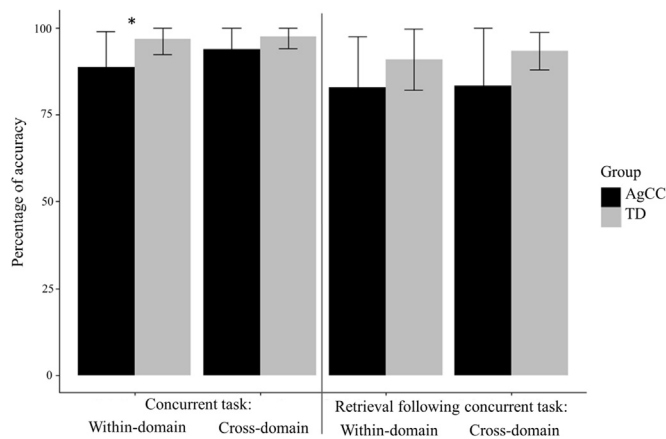 *
100
75
50
25
0
Percentage of accuracy
Group
AgCC
TD
Concurrent task:
Within-domain Cross-domain
Retrieval following concurrent task:
Within-domain Cross-domain